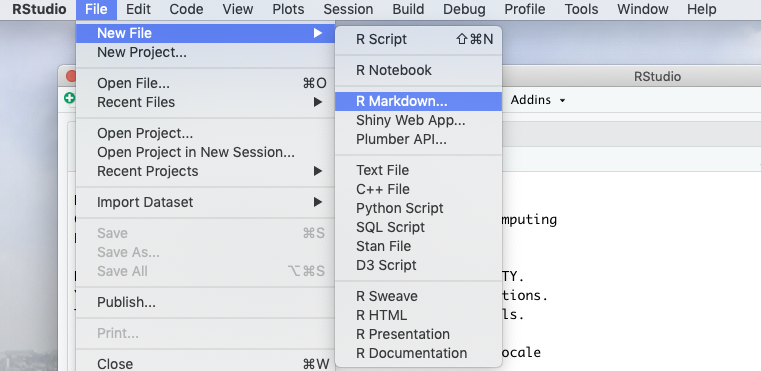 RStudio File Edit Code View Plots Session Build Debug Profile Tools Window Help
New File ▶
New Project...
Open File... ⌘O
Recent Files ▶
Open Project...
Open Project in New Session...
Recent Projects ▶
Import Dataset ▶
Save ⌘S
Save As...
Save All ⌥⌘S
Publish...
Print...
Close ⌘W
R Script ⇧⌘N
R Notebook
R Markdown...
Shiny Web App...
Plumber API...
Text File
C++ File
Python Script
SQL Script
Stan File
D3 Script
R Sweave
R HTML
R Presentation
R Documentation
RStudio
Addins
mputing
TY.
tions.
ls.
ocale